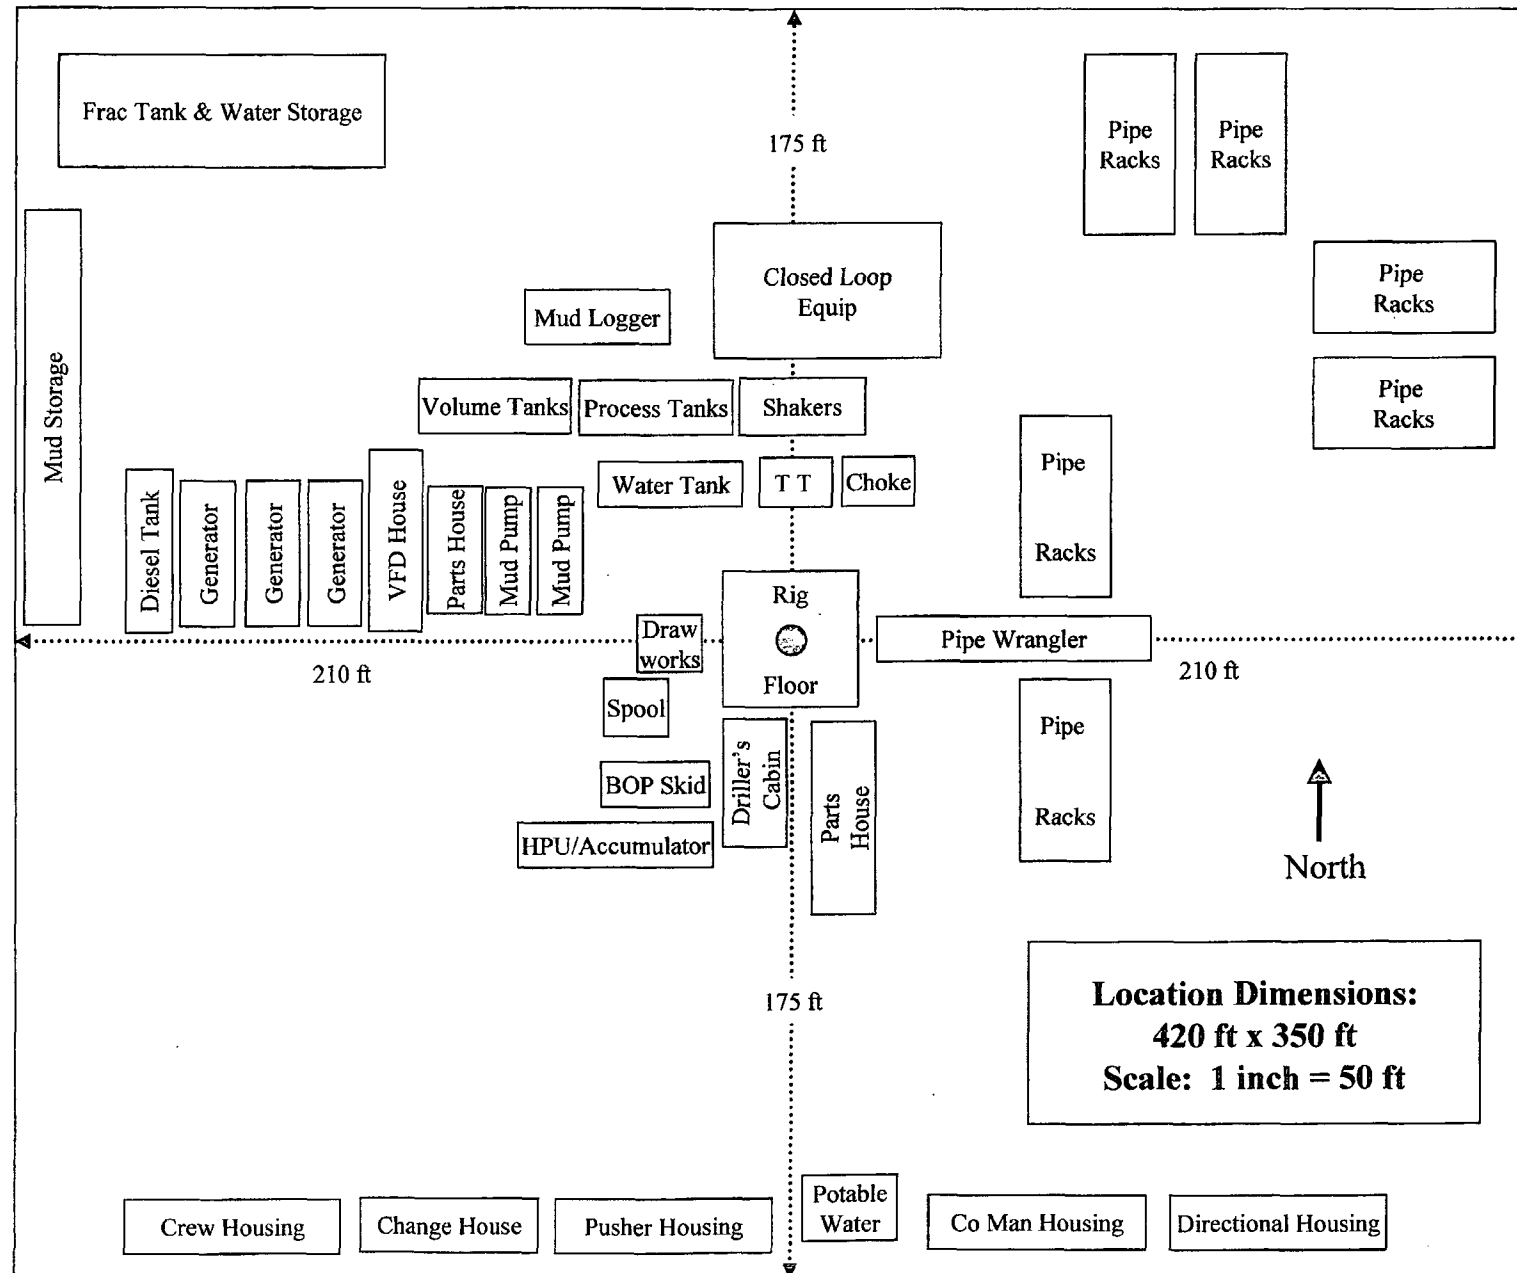 Frac Tank & Water Storage
175 ft
Pipe
Racks
Pipe
Racks
Closed Loop
Equip
Pipe
Racks
Mud Logger
Mud Storage
Volume Tanks
Process Tanks
Shakers
Pipe
Racks
Diesel Tank
Generator
Generator
Generator
VFD House
Parts House
Mud Pump
Mud Pump
Water Tank
T T
Choke
Pipe
Racks
Rig
Floor
Draw
works
Pipe Wrangler
210 ft
210 ft
Spool
Driller's
Cabin
Parts
House
Pipe
Racks
BOP Skid
HPU/Accumulator
North
175 ft
Location Dimensions:
420 ft x 350 ft
Scale: 1 inch = 50 ft
Crew Housing
Change House
Pusher Housing
Potable
Water
Co Man Housing
Directional Housing